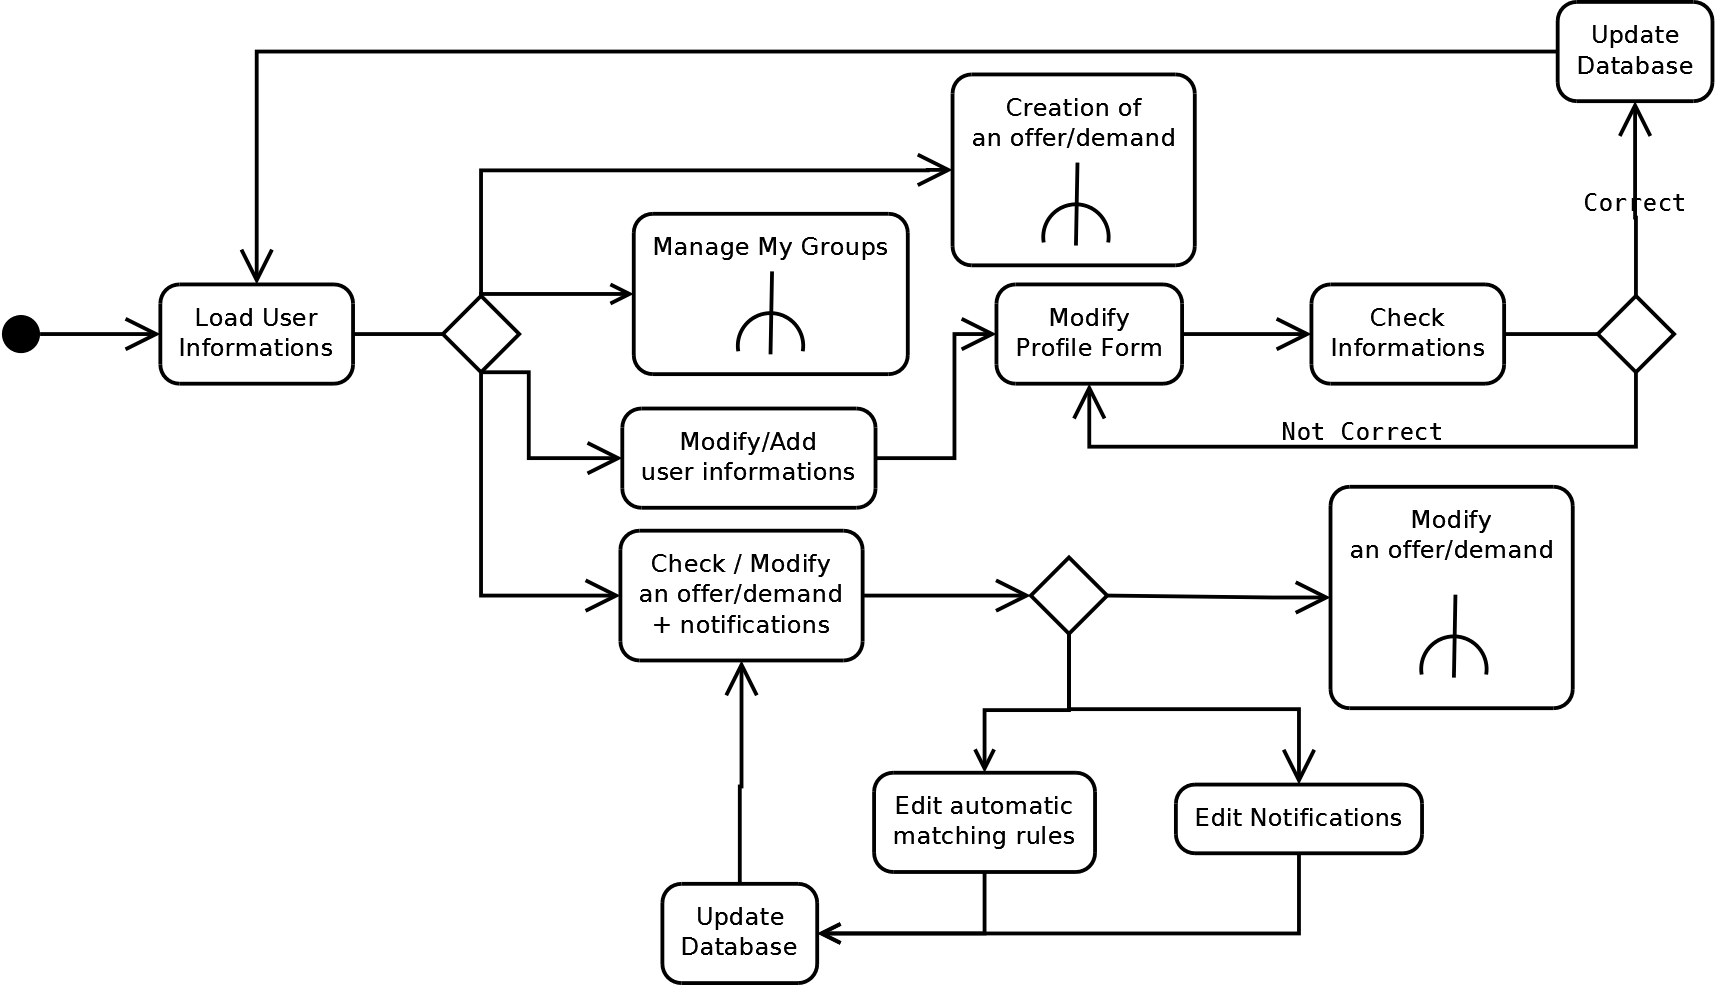 Update
Database
Creation of
an offer/demand
Correct
Manage My Groups
Load User
Informations
Modify
Profile Form
Check
Informations
Not Correct
Modify/Add
user informations
Modify
an offer/demand
Check / Modify
an offer/demand
+ notifications
Edit automatic
matching rules
Edit Notifications
Update
Database